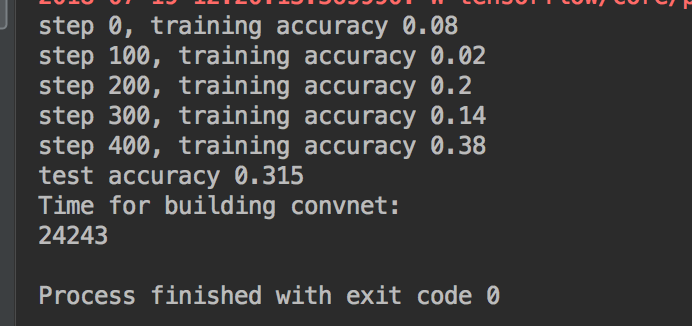 step 0, training accuracy 0.08
step 100, training accuracy 0.02
step 200, training accuracy 0.2
step 300, training accuracy 0.14
step 400, training accuracy 0.38
test accuracy 0.315
Time for building convnet:
24243
Process finished with exit code 0